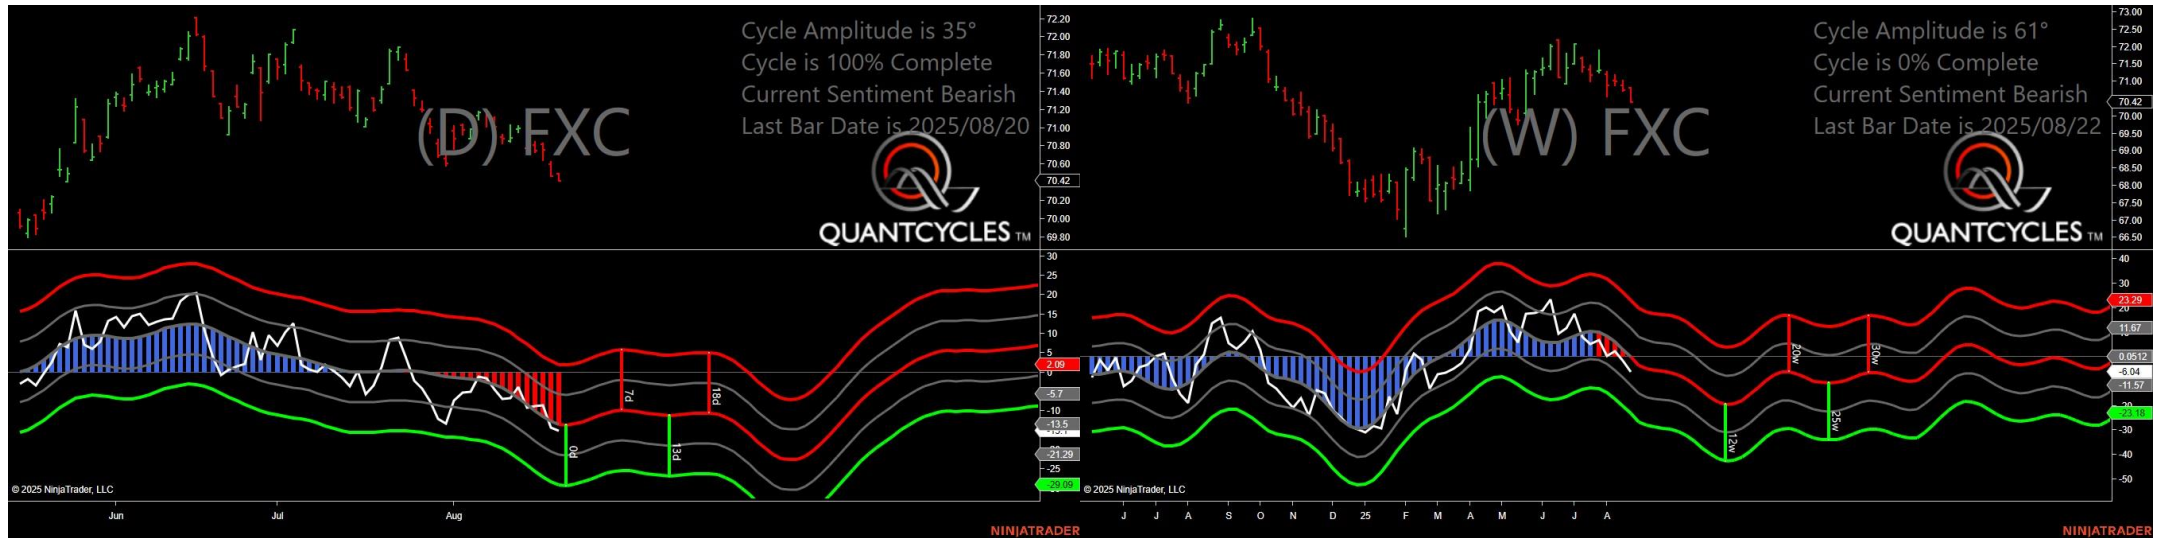 Cycle Amplitude is 35°
Cycle is 100% Complete
Current Sentiment Bearish
Last Bar Date is 2025/08/20
(D) FXC
QUANTCYCLES TM
72.20
72.00
71.80
71.60
71.40
71.20
71.00
70.80
70.60
70.42
70.20
70.00
69.80
30
25
20
15
10
5
2.09
0
-5.7
-10
-13.5
-21.29
-25
-29.09
0d
7d
13d
18d
© 2025 NinjaTrader, LLC
Jun
Jul
Aug
NINJATRADER
Cycle Amplitude is 61°
Cycle is 0% Complete
Current Sentiment Bearish
Last Bar Date is 2025/08/22
(W) FXC
QUANTCYCLES TM
73.00
72.50
72.00
71.50
71.00
70.42
70.00
69.50
69.00
68.50
68.00
67.50
67.00
66.50
40
30
23.29
20
11.67
0.0512
-6.04
-11.57
-23.18
-30
-40
-50
12w
20w
25w
30w
© 2025 NinjaTrader, LLC
J J A S O N D 25 F M A M J J A
NINJATRADER